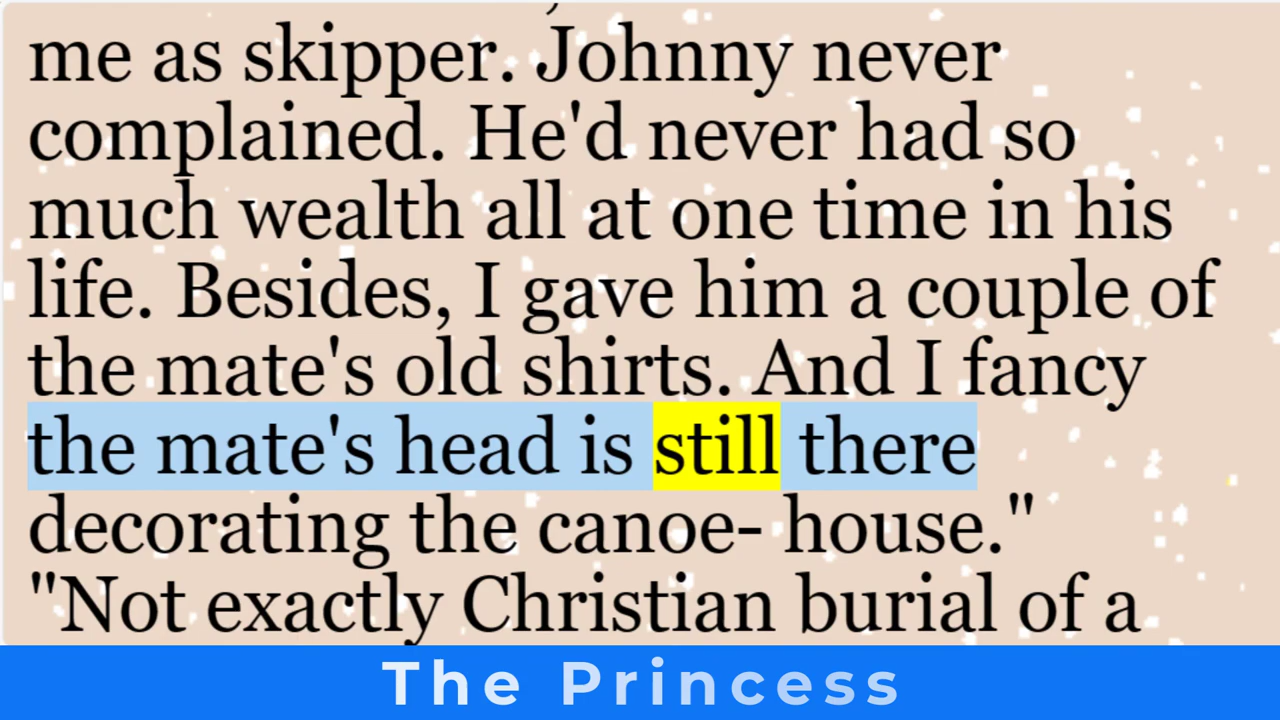 me as skipper. Johnny never
complained. He'd never had so
much wealth all at one time in his
life. Besides, I gave him a couple of
the mate's old shirts. And I fancy
the mate's head is still there
decorating the canoe- house."
"Not exactly Christian burial of a
The Princess